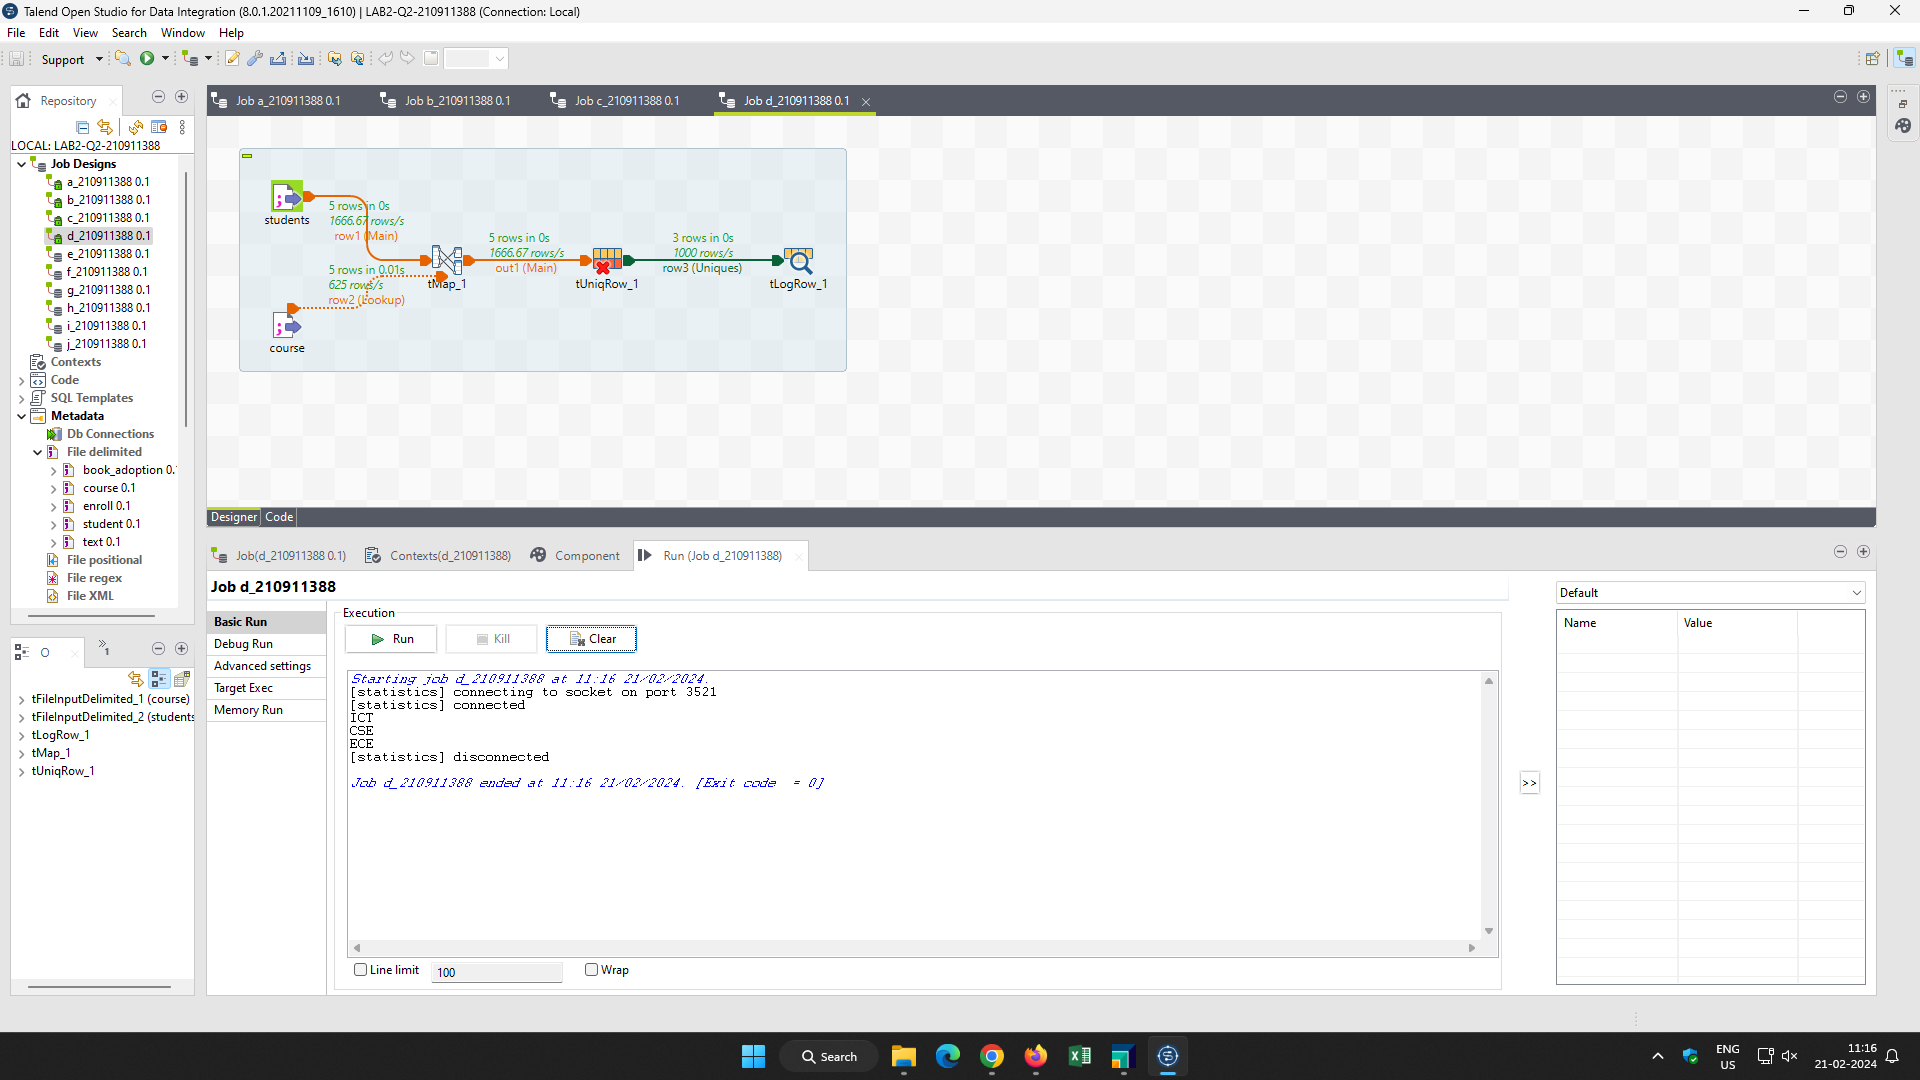 Talend Open Studio for Data Integration (8.0.1.20211109_1610) | LAB2-Q2-210911388 (Connection: Local)
File Edit View Search Window Help
Support
Repository
LOCAL: LAB2-Q2-210911388
Job Designs
a_210911388 0.1
b_210911388 0.1
c_210911388 0.1
d_210911388 0.1
e_210911388 0.1
f_210911388 0.1
g_210911388 0.1
h_210911388 0.1
i_210911388 0.1
j_210911388 0.1
Contexts
Code
SQL Templates
Metadata
Db Connections
File delimited
book_adoption 0.
course 0.1
enroll 0.1
student 0.1
text 0.1
File positional
File regex
File XML
O
1
tFileInputDelimited_1 (course)
tFileInputDelimited_2 (students
tLogRow_1
tMap_1
tUniqRow_1
Job a_210911388 0.1 Job b_210911388 0.1 Job c_210911388 0.1 Job d_210911388 0.1
students
5 rows in 0s
1666.67 rows/s
row1 (Main)
5 rows in 0.01s
625 rows/s
row2 (Lookup)
course
tMap_1
5 rows in 0s
1666.67 rows/s
out1 (Main)
tUniqRow_1
3 rows in 0s
1000 rows/s
row3 (Uniques)
tLogRow_1
Designer Code
Job(d_210911388 0.1) Contexts(d_210911388) Component Run (Job d_210911388)
Job d_210911388
Basic Run
Debug Run
Advanced settings
Target Exec
Memory Run
Execution
Run Kill Clear
Starting job d_210911388 at 11:16 21/02/2024.
[statistics] connecting to socket on port 3521
[statistics] connected
ICT
CSE
ECE
[statistics] disconnected
Job d_210911388 ended at 11:16 21/02/2024. [Exit code  = 0]
Line limit 100 Wrap
>>
Default
Name Value
Search
ENG
US
11:16
21-02-2024